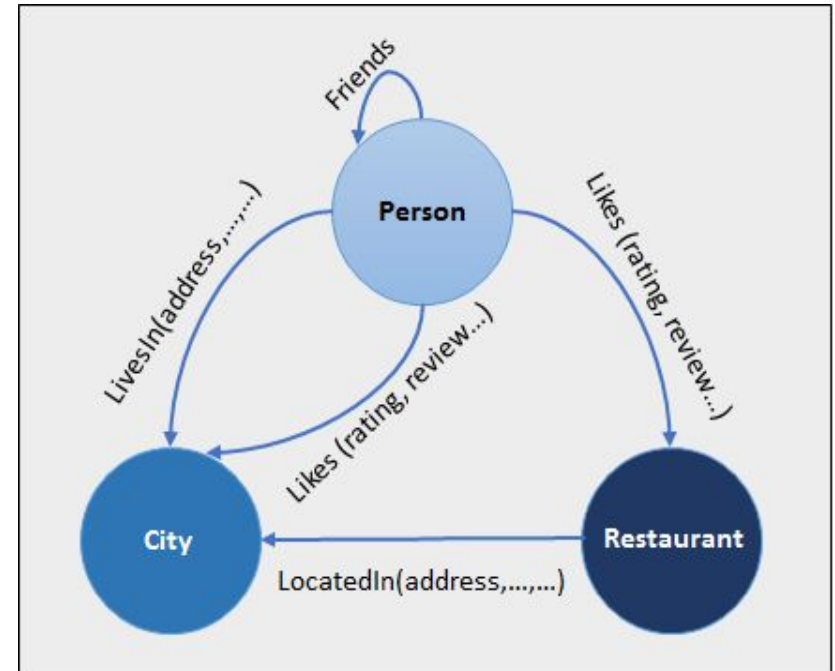 Friends
Person
LivesIn(address,...,...)
Likes (rating, review...)
Likes (rating, review...)
City
Restaurant
LocatedIn(address,...,...)